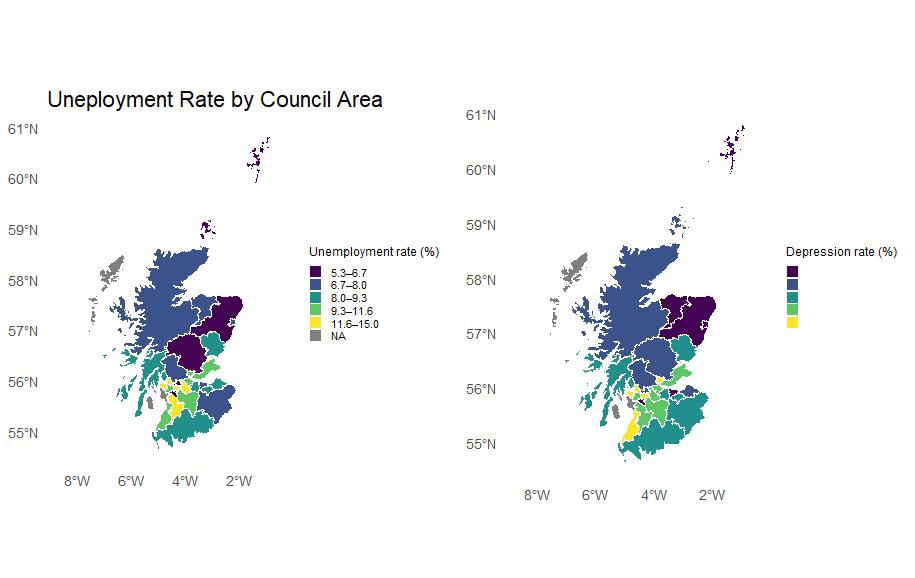 Uneployment Rate by Council Area
61°N
60°N
59°N
58°N
57°N
56°N
55°N
8°W 6°W 4°W 2°W
Unemployment rate (%)
5.3–6.7
6.7–8.0
8.0–9.3
9.3–11.6
11.6–15.0
NA
61°N
60°N
59°N
58°N
57°N
56°N
55°N
8°W 6°W 4°W 2°W
Depression rate (%)